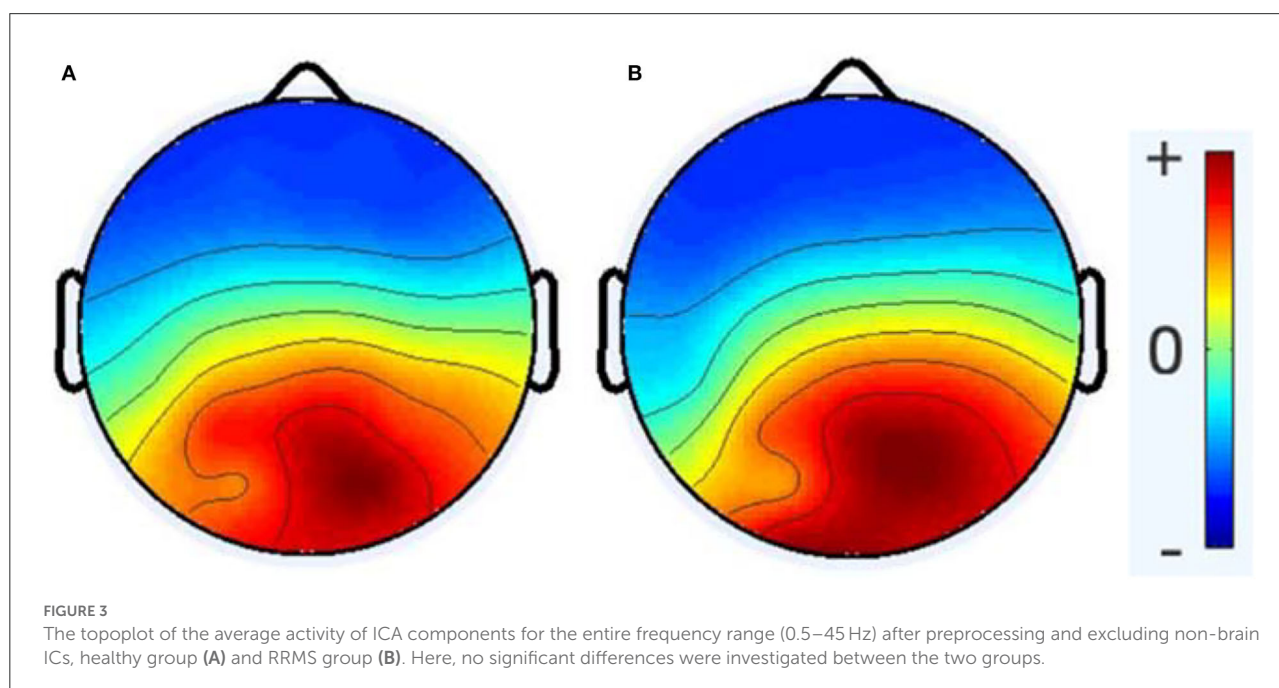 A
B
+
0
-
FIGURE 3
The topoplot of the average activity of ICA components for the entire frequency range (0.5–45 Hz) after preprocessing and excluding non-brain
ICs, healthy group (A) and RRMS group (B). Here, no significant differences were investigated between the two groups.